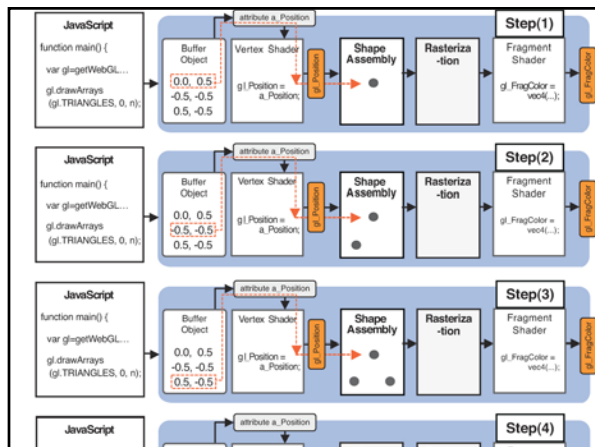 JavaScript
function main() {
var gl=getWebGL…
gl.drawArrays
(gl.TRIANGLES, 0, n);
attribute a_Position
Buffer
Object
0.0, 0.5
-0.5, -0.5
0.5, -0.5
Vertex Shader
gl_Position =
a_Position;
gl_Position
Shape
Assembly
Rasteriza
-tion
Step(1)
Fragment
Shader
gl_FragColor =
vec4(...);
gl_FragColor
JavaScript
function main() {
var gl=getWebGL…
gl.drawArrays
(gl.TRIANGLES, 0, n);
attribute a_Position
Buffer
Object
0.0, 0.5
-0.5, -0.5
0.5, -0.5
Vertex Shader
gl_Position =
a_Position;
gl_Position
Shape
Assembly
Rasteriza
-tion
Step(2)
Fragment
Shader
gl_FragColor =
vec4(...);
gl_FragColor
JavaScript
function main() {
var gl=getWebGL…
gl.drawArrays
(gl.TRIANGLES, 0, n);
attribute a_Position
Buffer
Object
0.0, 0.5
-0.5, -0.5
0.5, -0.5
Vertex Shader
gl_Position =
a_Position;
gl_Position
Shape
Assembly
Rasteriza
-tion
Step(3)
Fragment
Shader
gl_FragColor =
vec4(...);
gl_FragColor
JavaScript
attribute a_Position
Step(4)